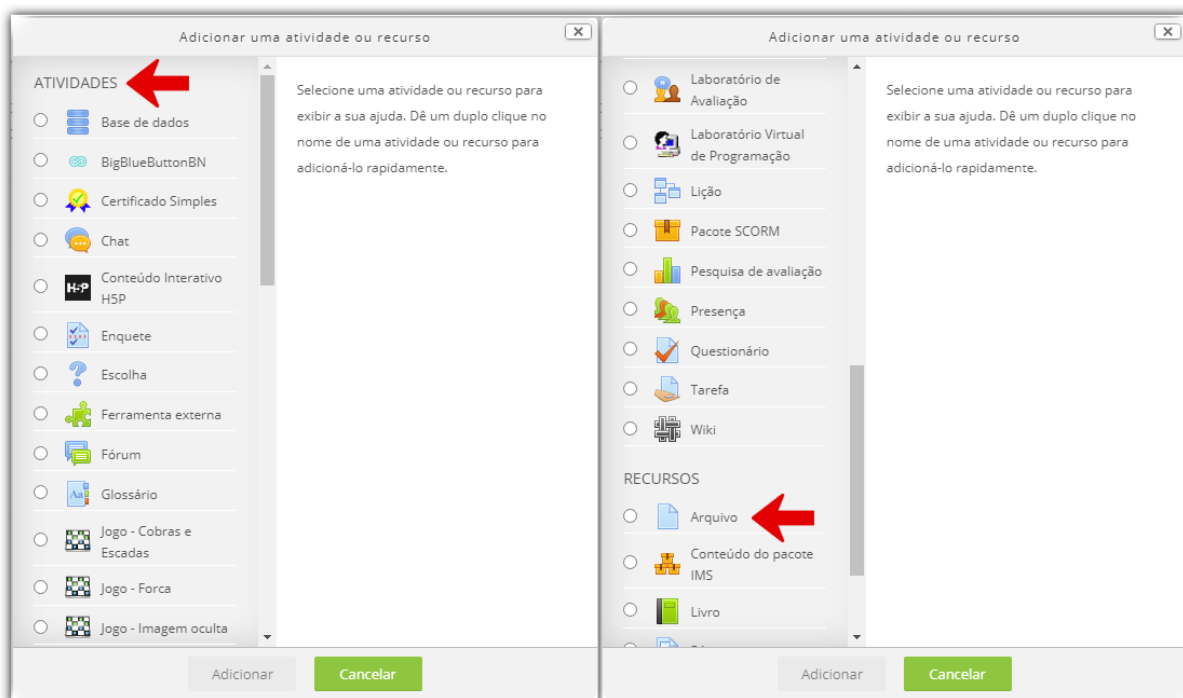 Adicionar uma atividade ou recurso
ATIVIDADES
Base de dados
BigBlueButtonBN
Certificado Simples
Chat
Conteúdo Interativo
H5P
H5P
Enquete
Escolha
Ferramenta externa
Fórum
Aa
Glossário
Jogo - Cobras e
Escadas
Jogo - Forca
Jogo - Imagem oculta
Selecione uma atividade ou recurso para
exibir a sua ajuda. Dê um duplo clique no
nome de uma atividade ou recurso para
adicioná-lo rapidamente.
Adicionar
Cancelar
Adicionar uma atividade ou recurso
Laboratório de
Avaliação
Laboratório Virtual
de Programação
Lição
Pacote SCORM
Pesquisa de avaliação
Presença
Questionário
Tarefa
Wiki
RECURSOS
Arquivo
Conteúdo do pacote
IMS
Livro
Selecione uma atividade ou recurso para
exibir a sua ajuda. Dê um duplo clique no
nome de uma atividade ou recurso para
adicioná-lo rapidamente.
Adicionar
Cancelar